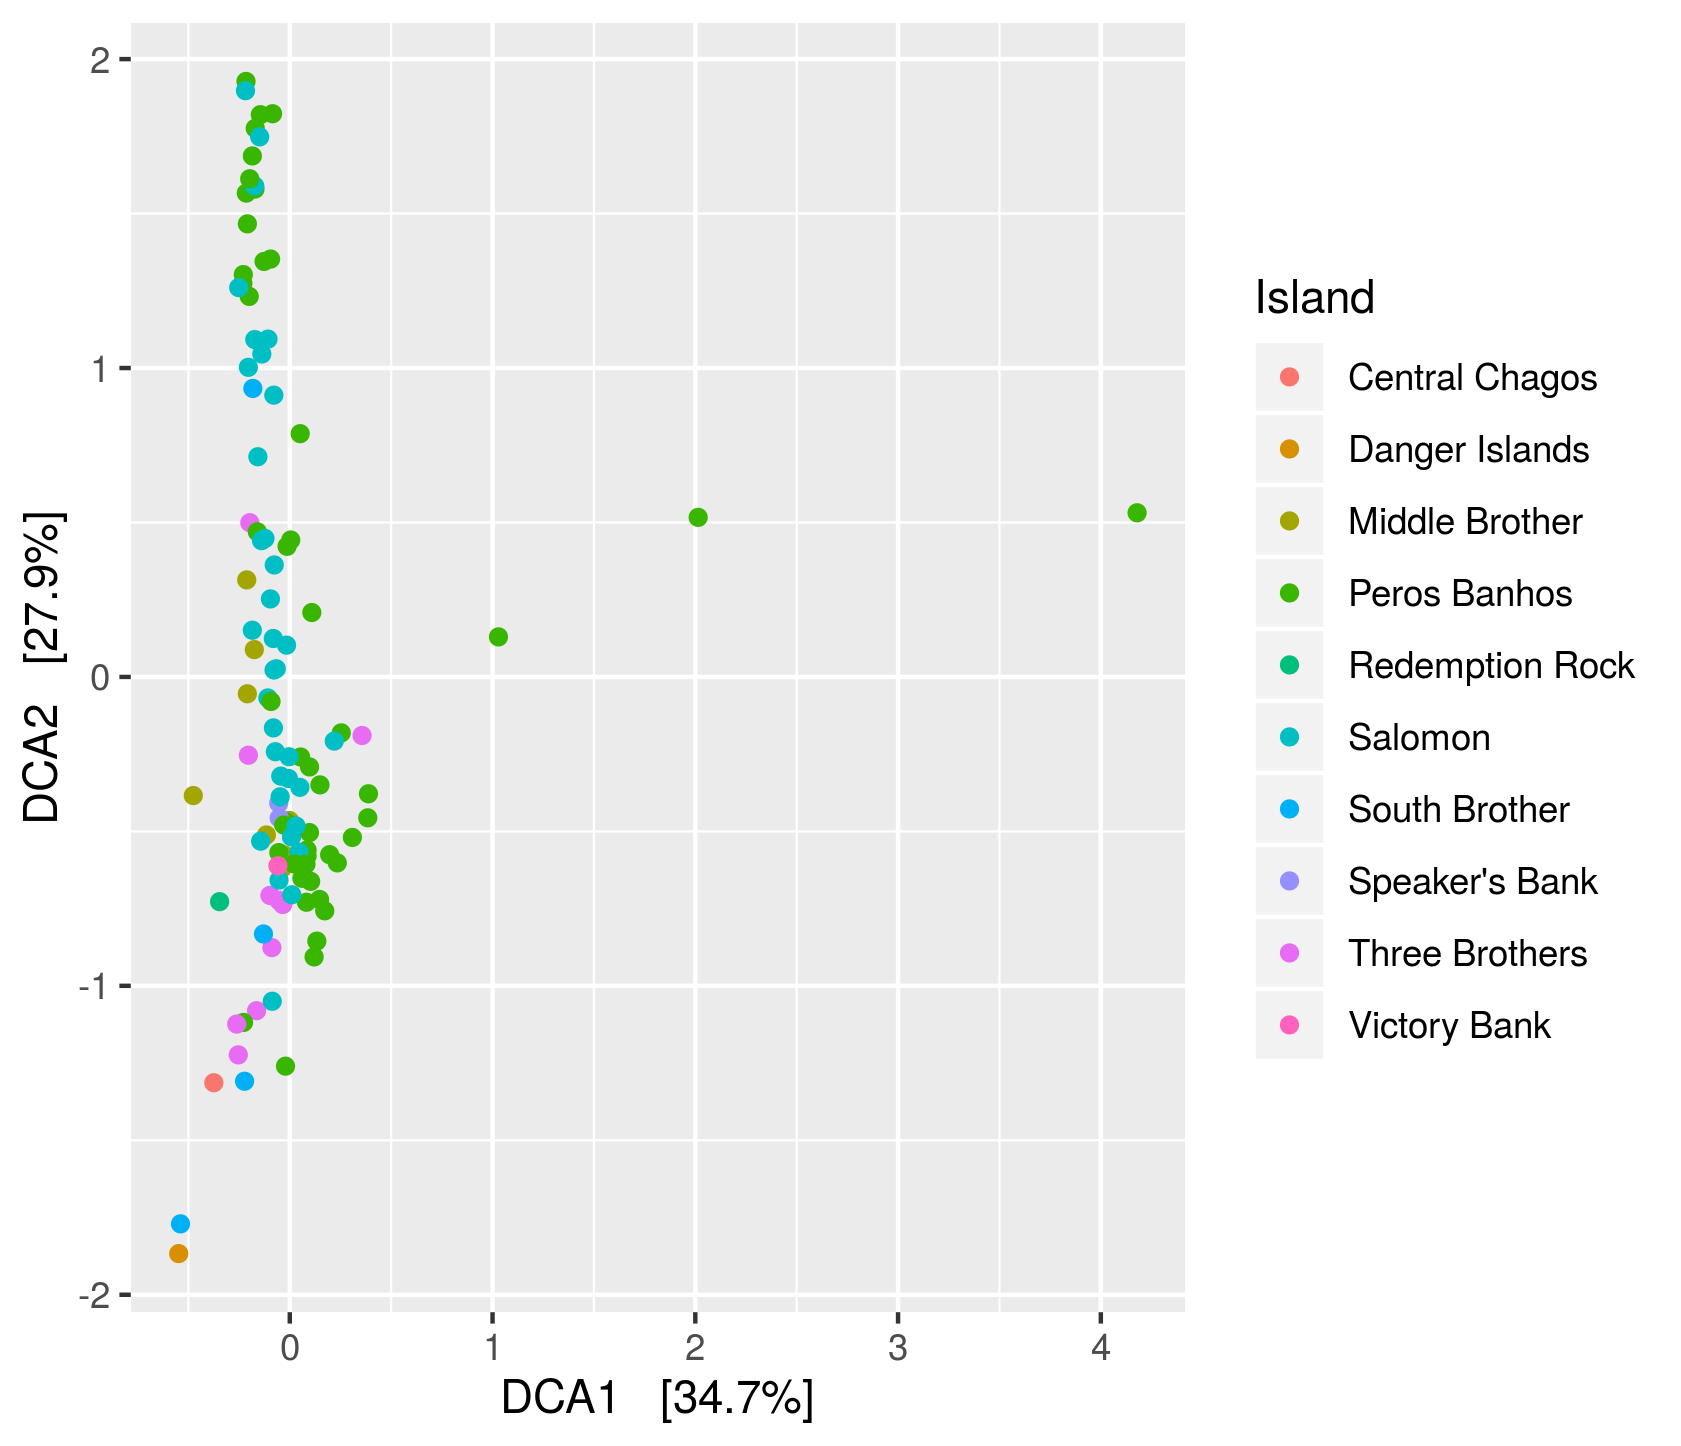 2
1
0
-1
-2
0
1
2
3
4
DCA1 [34.7%]
DCA2 [27.9%]
Island
Central Chagos
Danger Islands
Middle Brother
Peros Banhos
Redemption Rock
Salomon
South Brother
Speaker's Bank
Three Brothers
Victory Bank